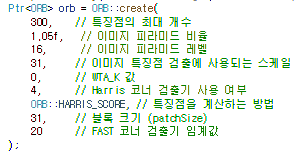 Ptr<ORB> orb = ORB::create(
300, // 특징점의 최대 개수
1.05f, // 이미지 피라미드 비율
16, // 이미지 피라미드 레벨
31, // 이미지 특징점 검출에 사용되는 스케일
0, // WTA_K 값
4, // Harris 코너 검출기 사용 여부
ORB::HARRIS_SCORE, // 특징점을 계산하는 방법
31, // 블록 크기 (patchSize)
20 // FAST 코너 검출기 임계값
);